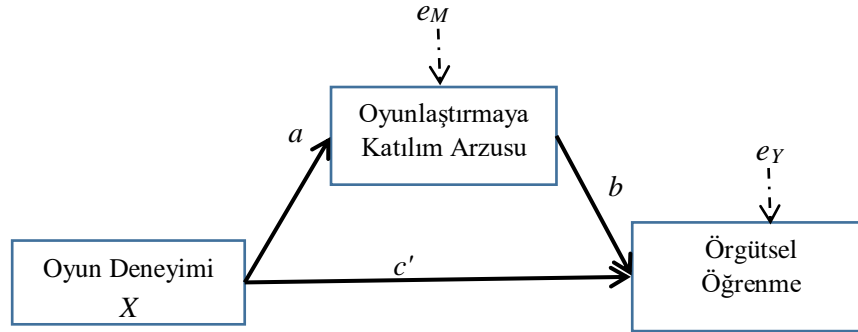 e_M
Oyunlaştırmaya
Katılım Arzusu
a
e_Y
b
Örgütsel
Öğrenme
Oyun Deneyimi
X
c'